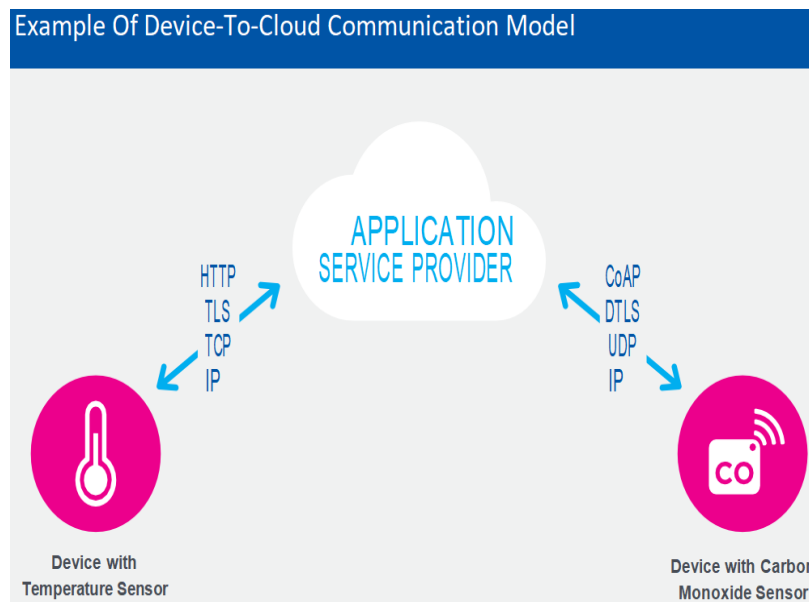 Example Of Device-To-Cloud Communication Model
APPLICATION
SERVICE PROVIDER
HTTP
TLS
TCP
IP
CoAP
DTLS
UDP
IP
CO
Device with
Temperature Sensor
Device with Carbon
Monoxide Sensor